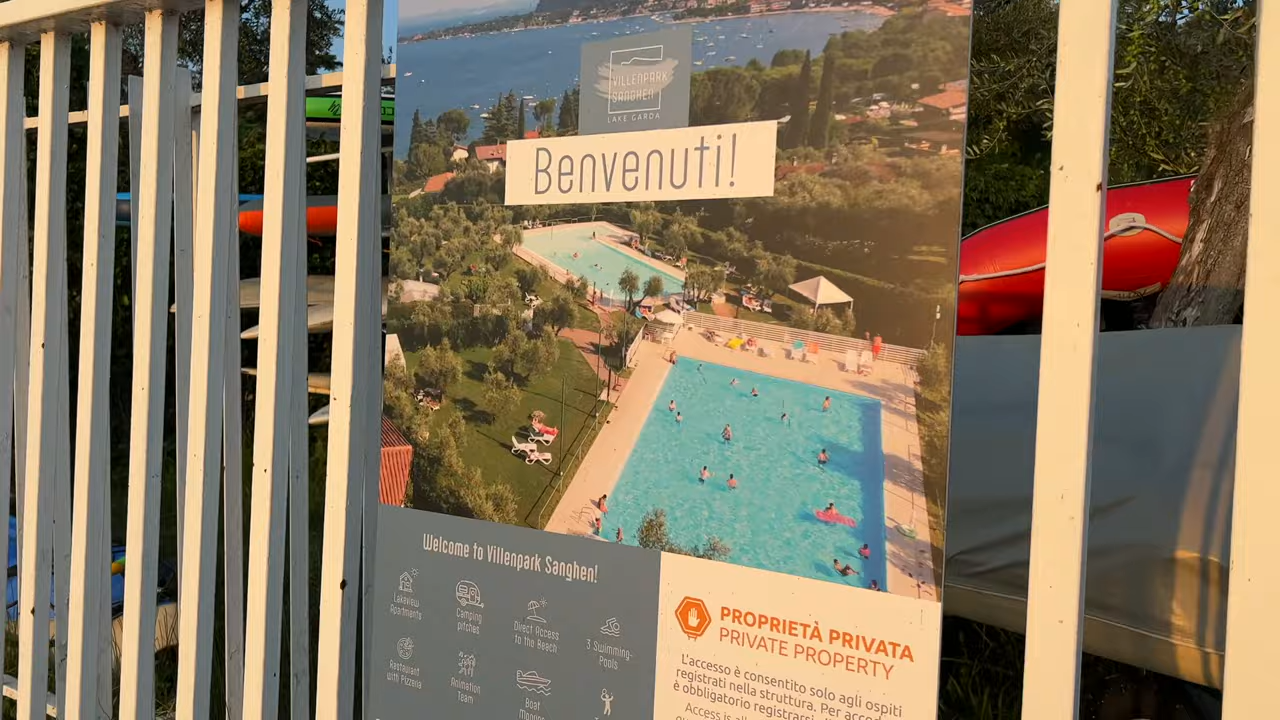 VILLENPARK
SANGHEN
LAKE GARDA
Benvenuti!
Welcome to Villenpark Sanghen!
Lakeview
Apartments
Camping
pitches
Direct Access
to the Beach
3 Swimming-
Pools
Restaurant
with Pizzeria
Animation
Team
Boat
PROPRIETÀ PRIVATA
PRIVATE PROPERTY
L'accesso è consentito solo agli ospiti
registrati nella struttura. Per
è obbligatorio
Access is